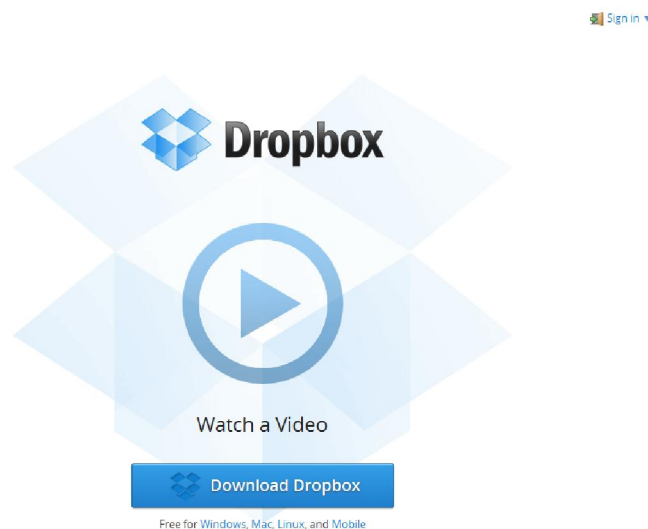 Sign in
Dropbox
Watch a Video
Download Dropbox
Free for Windows, Mac, Linux, and Mobile